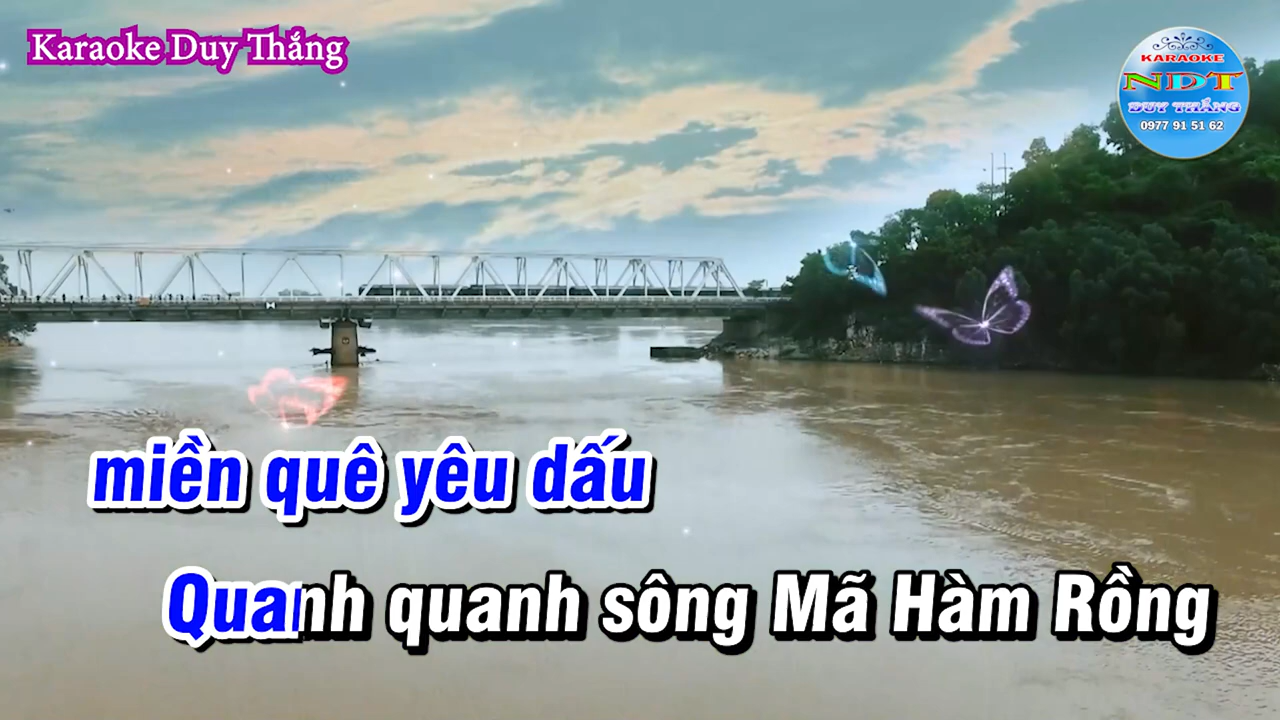 Karaoke Duy Thắng
KARAOKE
NDT
DUY THẮNG
0977 91 51 62
miền quê yêu dấu
Quanh quanh sông Mã Hàm Rồng